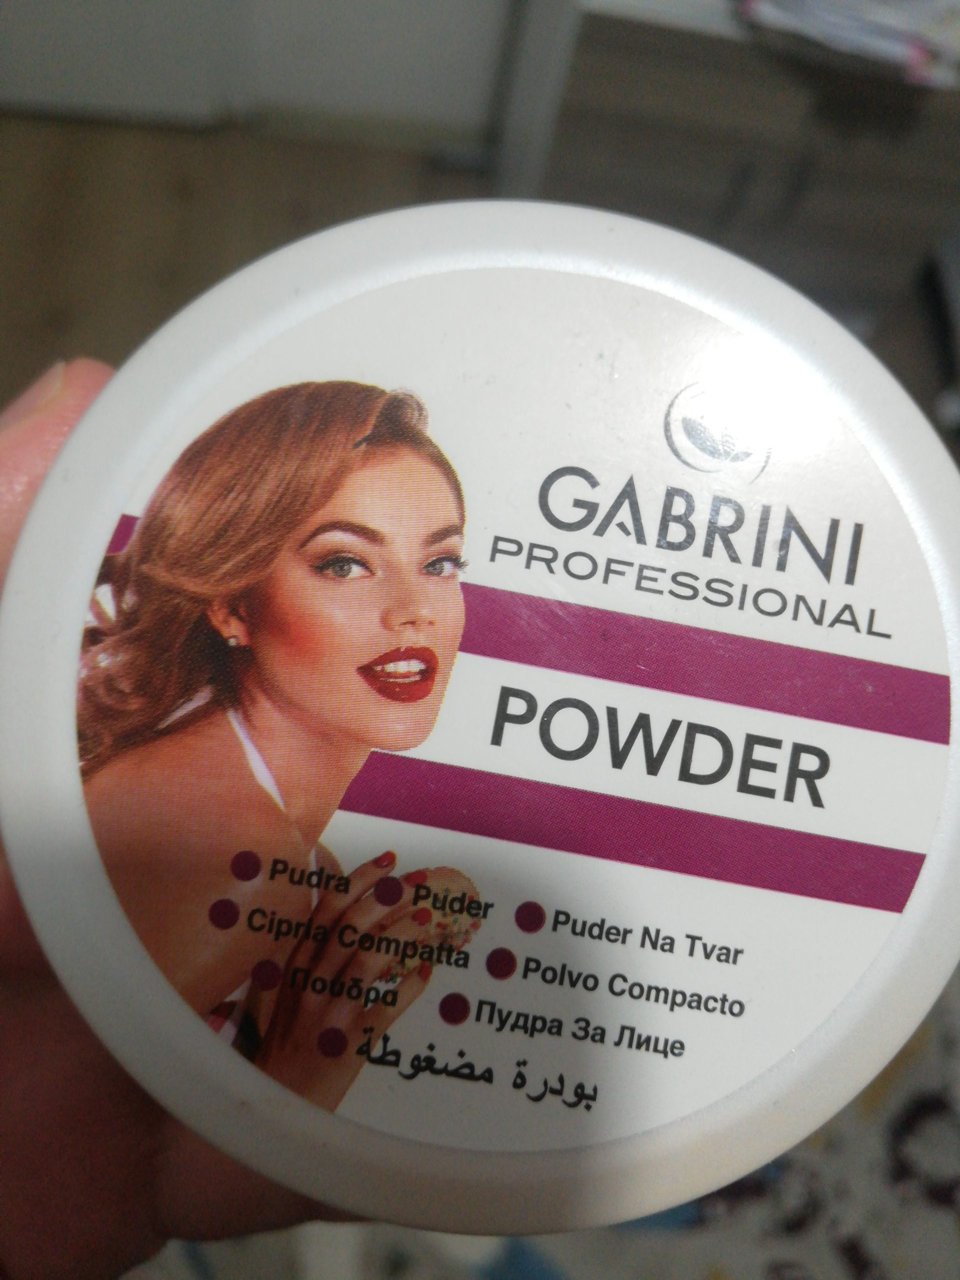 GABRINI
PROFESSIONAL
POWDER
Pudra Puder Puder Na Tvar
Cipria Compatta Polvo Compacto
Πούδρα Пудра За Лице
بودرة مضغوطة